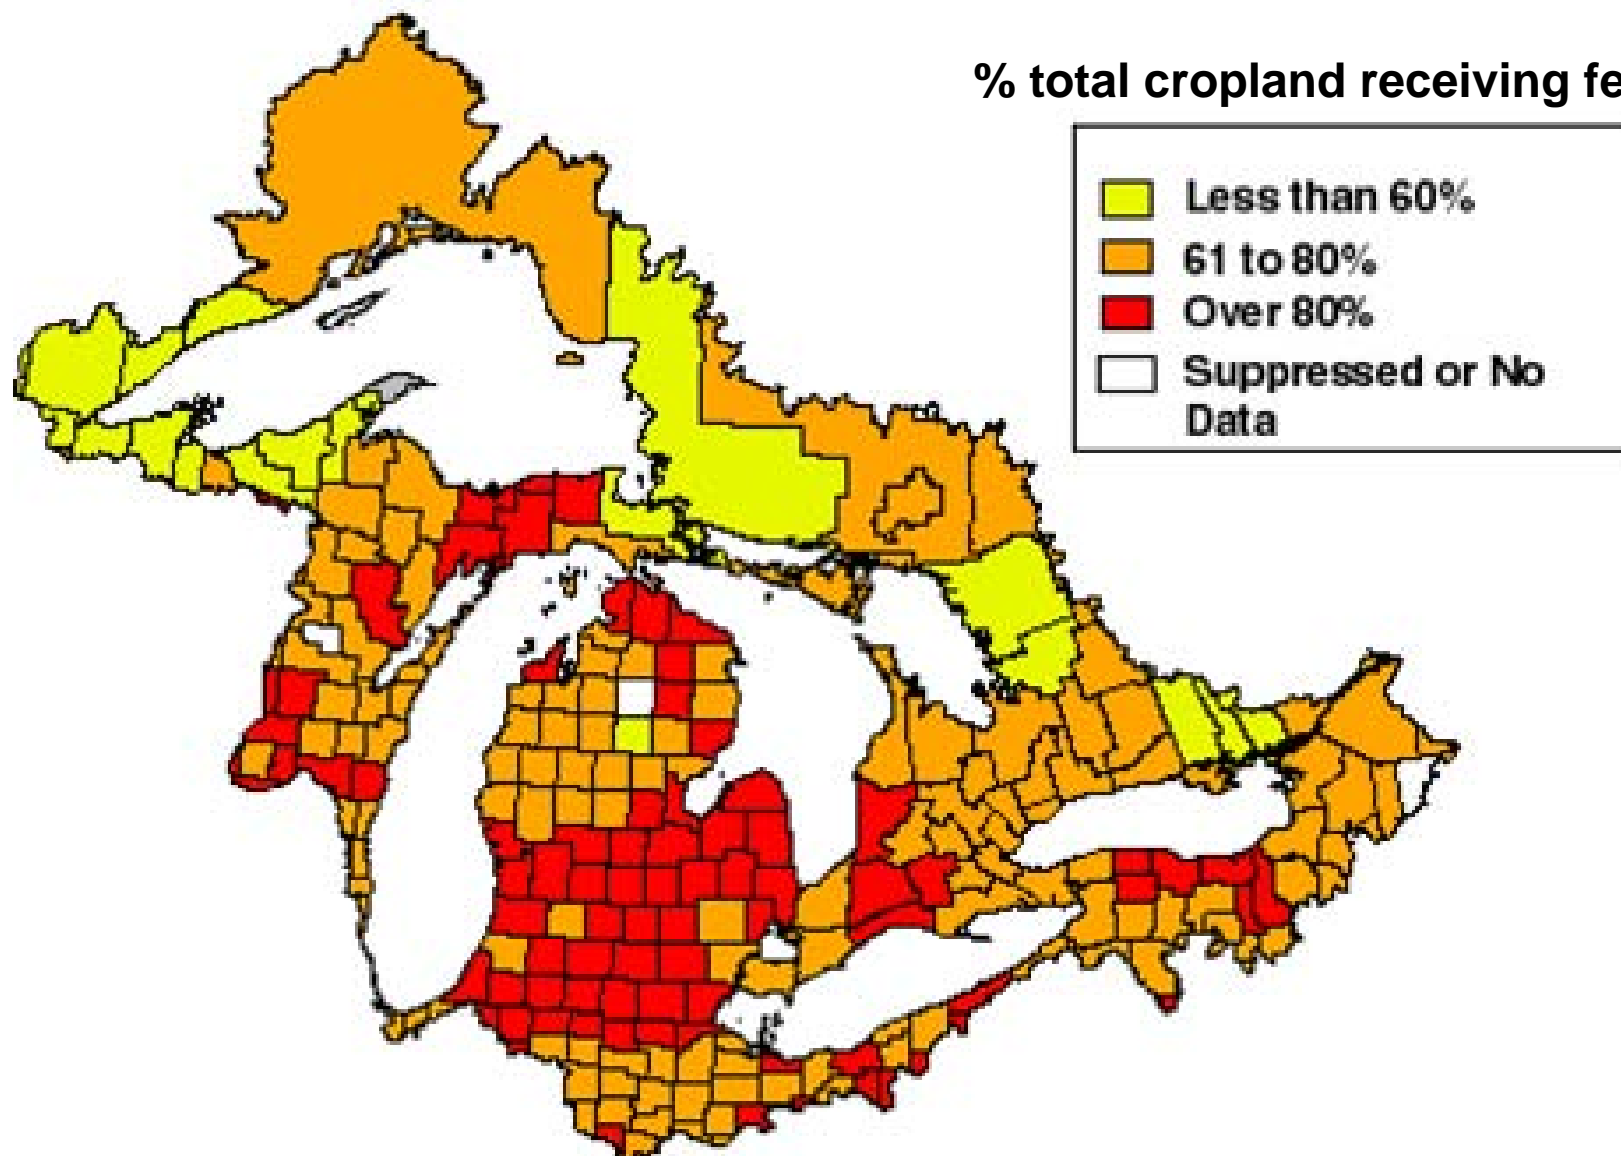 % total cropland receiving fe
Less than 60%
61 to 80%
Over 80%
Suppressed or No
Data